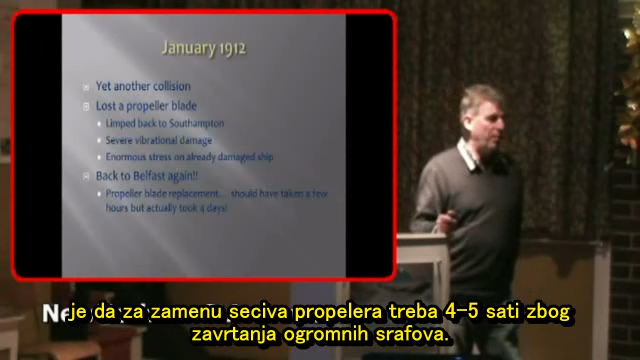 January 1912
Yet another collision
Lost a propeller blade
Limped back to Southampton
Severe vibrational damage
Enormous stress on already damaged ship
Back to Belfast again!!
Propeller blade replacement... should have taken a few
hours but actually took 4 days!
je da za zamenu seciva propelera treba 4-5 sati zbog
zavrtanja ogromnih srafova.